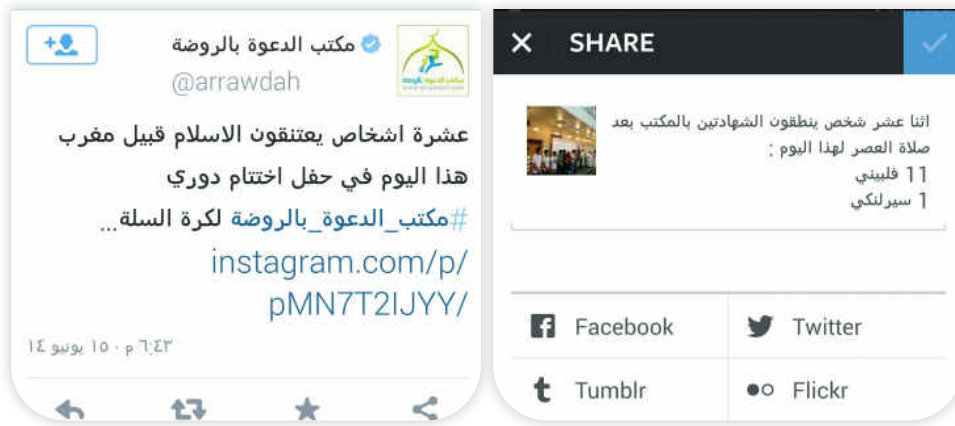 مكتب الدعوة بالروضة
@arrawdah
عشرة اشخاص يعتنقون الاسلام قبيل مغرب
هذا اليوم في حفل اختتام دوري
#مكتب_الدعوة_بالروضة لكرة السلة...
instagram.com/p/
pMN7T2IJYY/
٦:٤٣ م · ١٥ يونيو ١٤
SHARE
اثنا عشر شخص ينطقون الشهادتين بالمكتب بعد
صلاة العصر لهذا اليوم :
11 فلبيني
1 سيرلنكي
Facebook
Twitter
Tumblr
Flickr